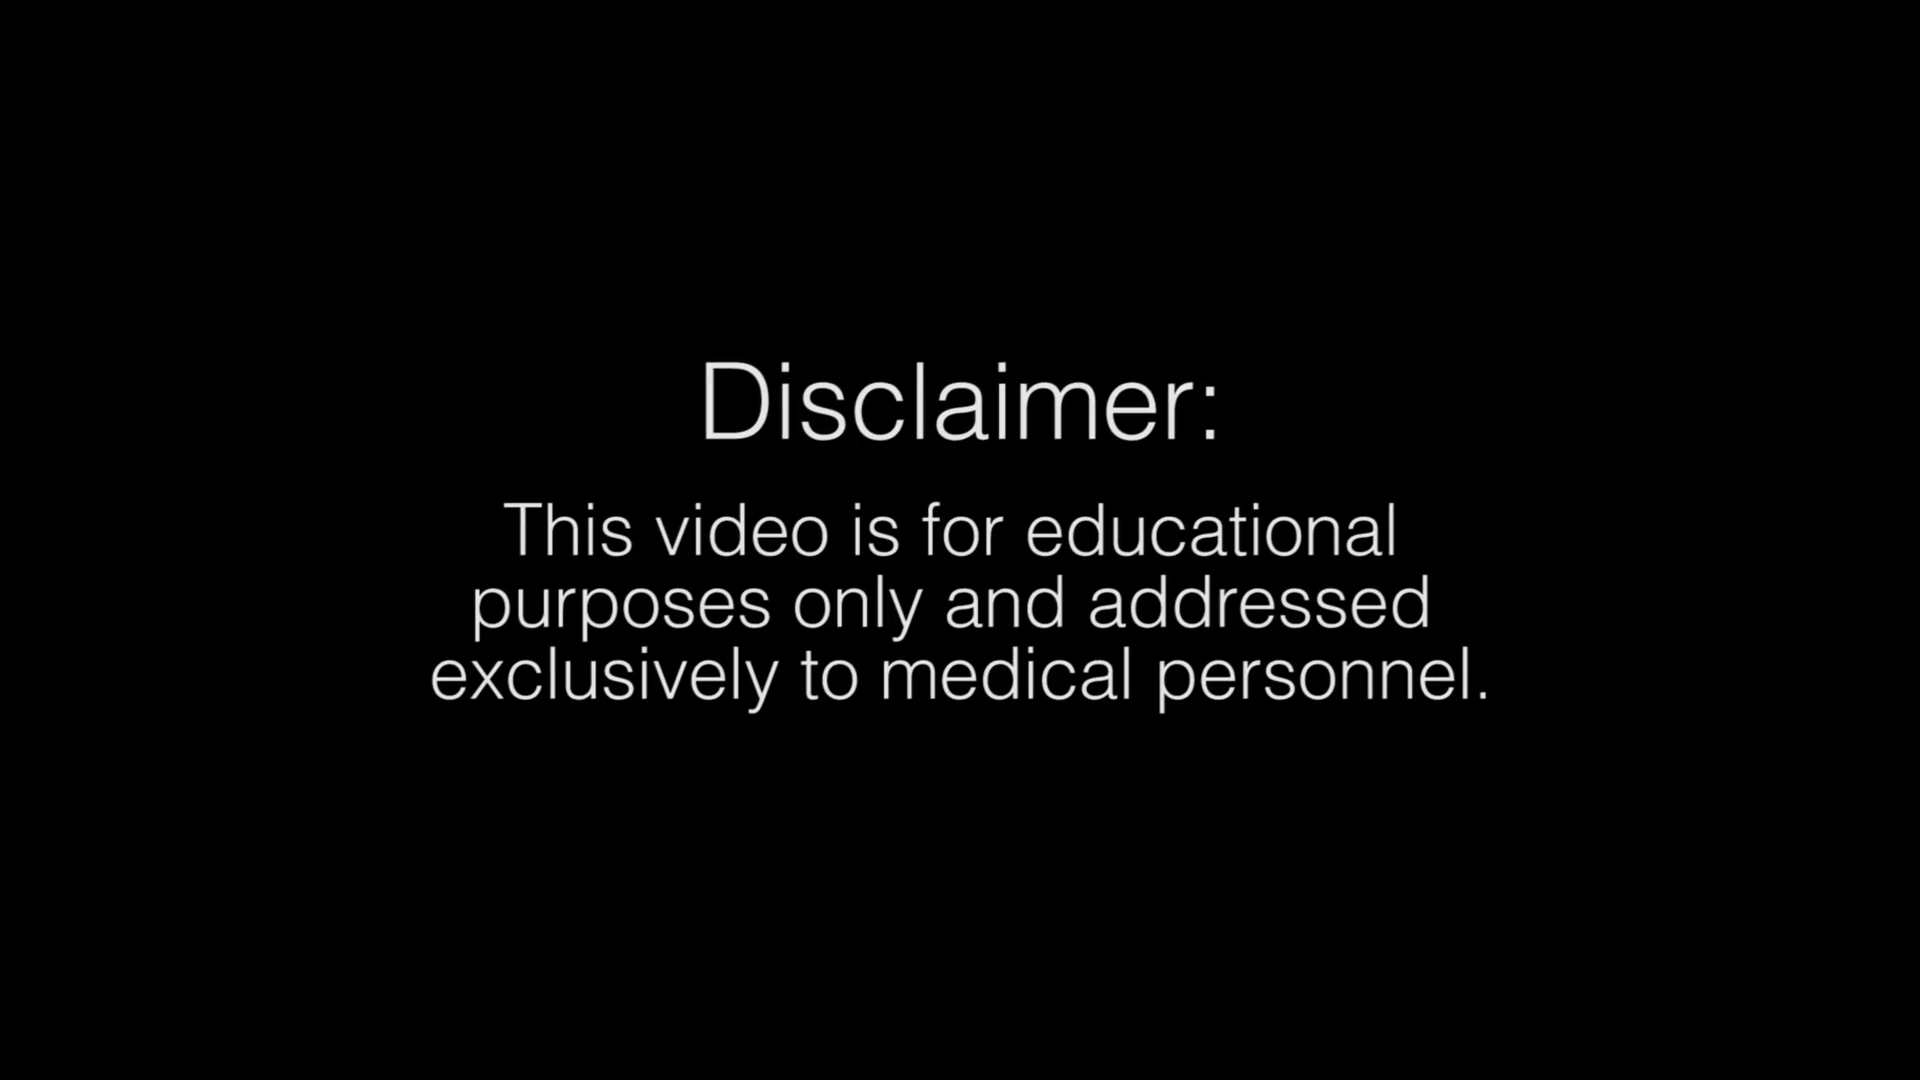 Disclaimer:
This video is for educational
purposes only and addressed
exclusively to medical personnel.